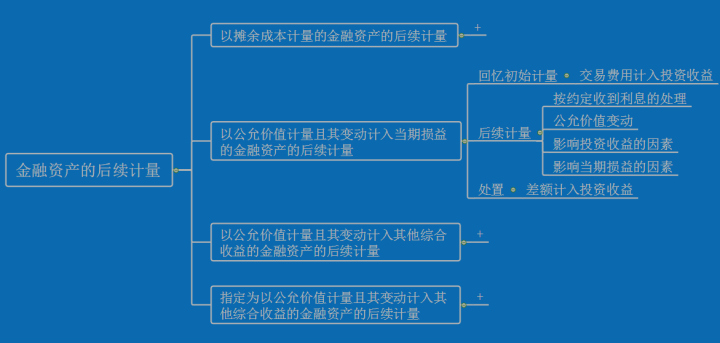 金融资产的后续计量
以摊余成本计量的金融资产的后续计量
+
以公允价值计量且其变动计入当期损益
的金融资产的后续计量
回忆初始计量
交易费用计入投资收益
后续计量
按约定收到利息的处理
公允价值变动
影响投资收益的因素
影响当期损益的因素
处置
差额计入投资收益
以公允价值计量且其变动计入其他综合
收益的金融资产的后续计量
+
指定为以公允价值计量且其变动计入其
他综合收益的金融资产的后续计量
+